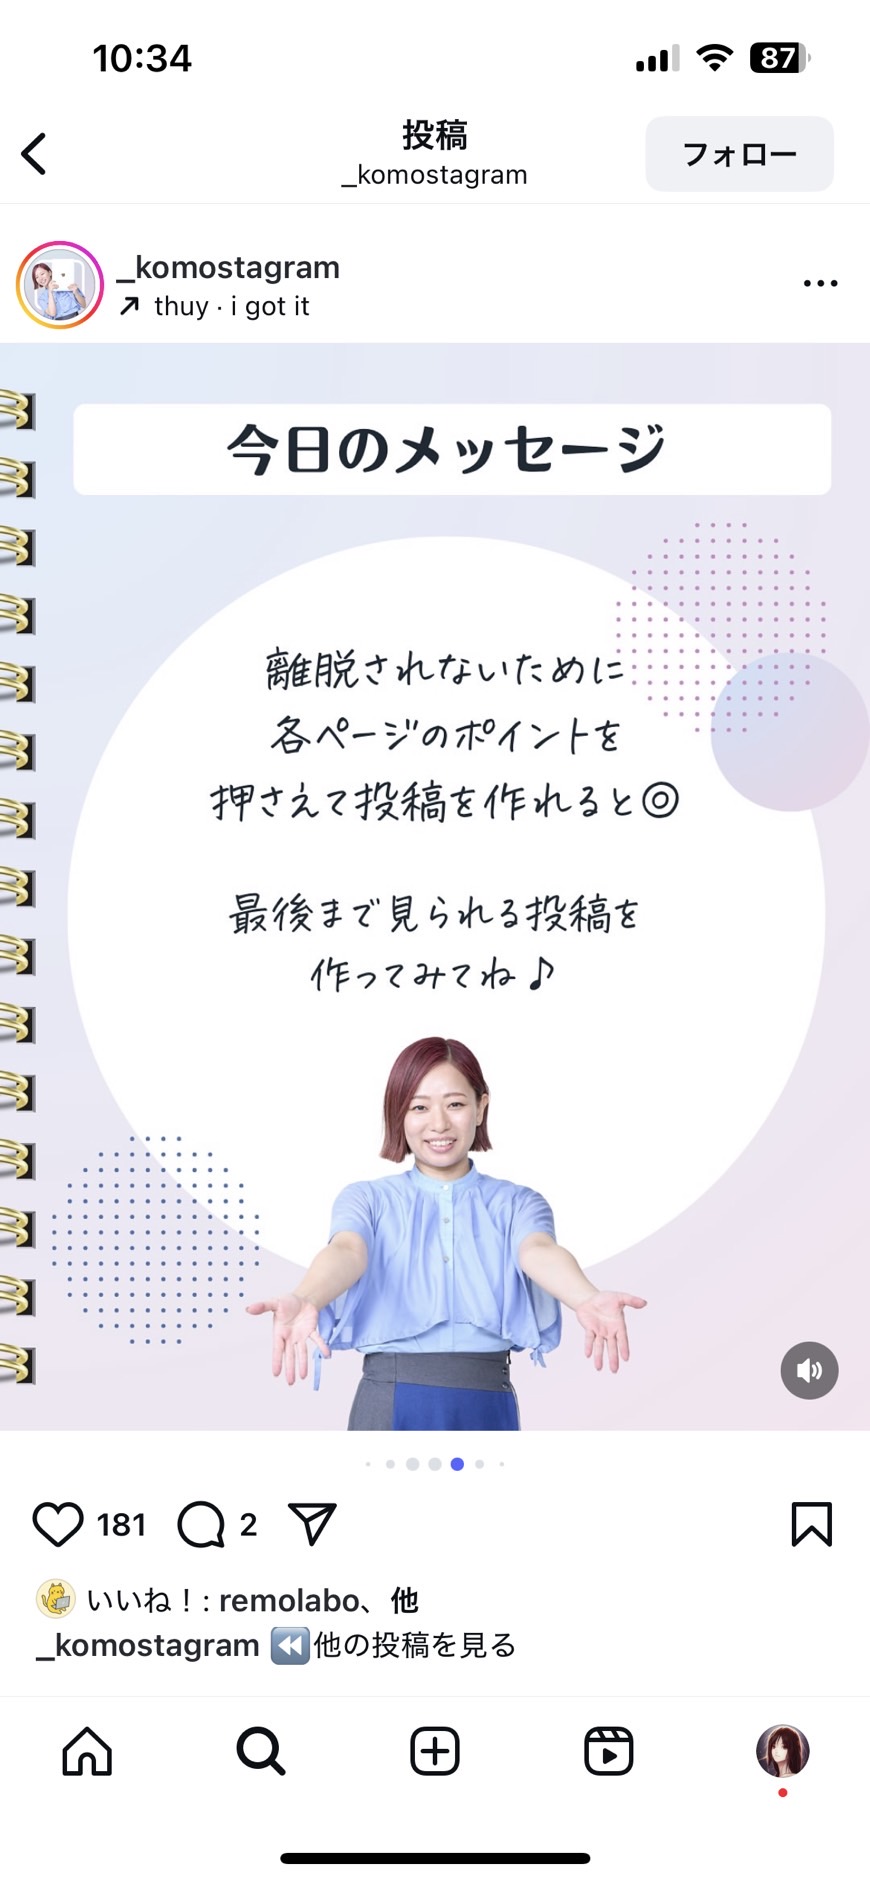 10:34
87
投稿
_komostagram
フォロー
_komostagram
thuy · i got it
今日のメッセージ
離脱されないために
各ページのポイントを
押さえて投稿を作れると◎
最後まで見られる投稿を
作ってみてね♪
181
2
いいね！: remolabo、他
_komostagram ⏪他の投稿を見る